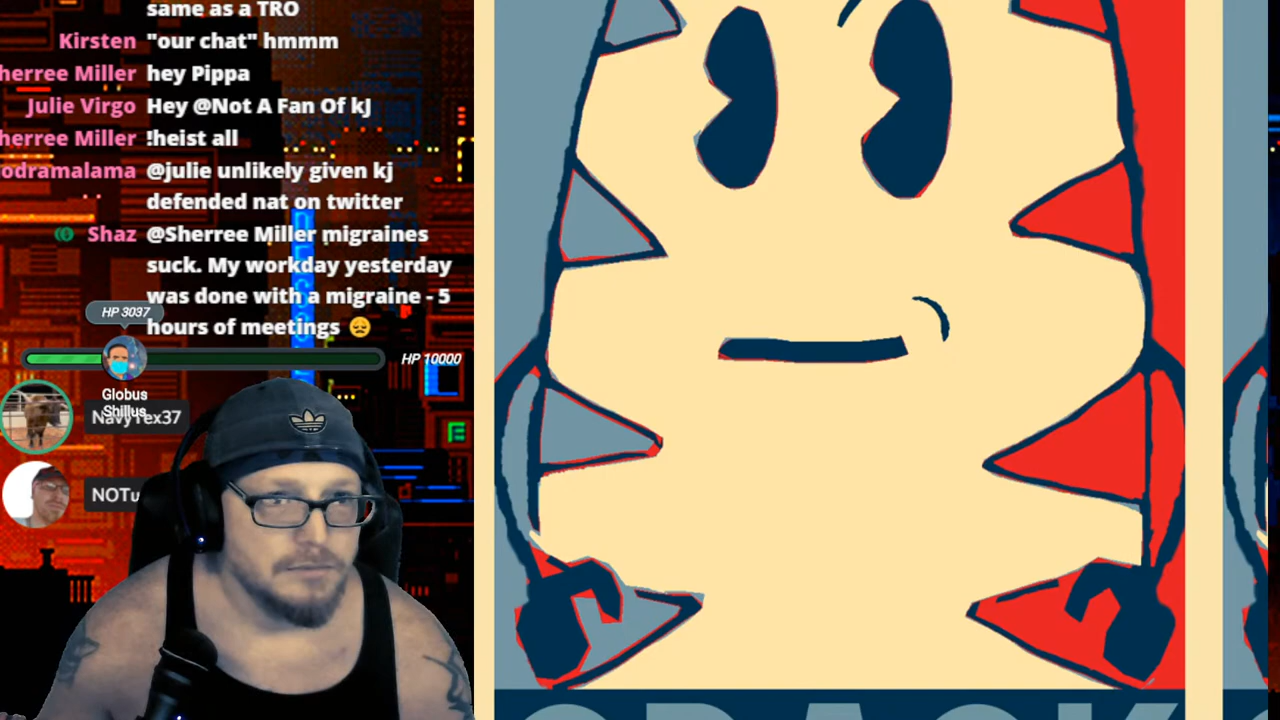 same as a TRO
Kirsten "our chat" hmmm
herree Miller hey Pippa
Julie Virgo Hey @Not A Fan Of kJ
herree Miller !heist all
odramalama @julie unlikely given kj
defended nat on twitter
Shaz @Sherree Miller migraines
suck. My workday yesterday
was done with a migraine - 5
hours of meetings
HP 3037
HP 10000
Globus
Shillus
NavyTex37
NOTu